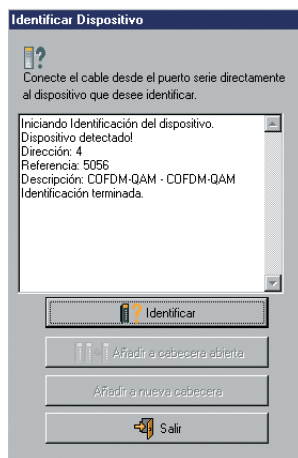 Identificar Dispositivo
Conecte el cable desde el puerto serie directamente
al dispositivo que desee identificar.
Iniciando Identificación del dispositivo.
Dispositivo detectado!
Dirección: 4
Referencia: 5056
Descripción: COFDM-QAM - COFDM-QAM
Identificación terminada.
Identificar
Añadir a cabecera abierta
Añadir a nueva cabecera
Salir